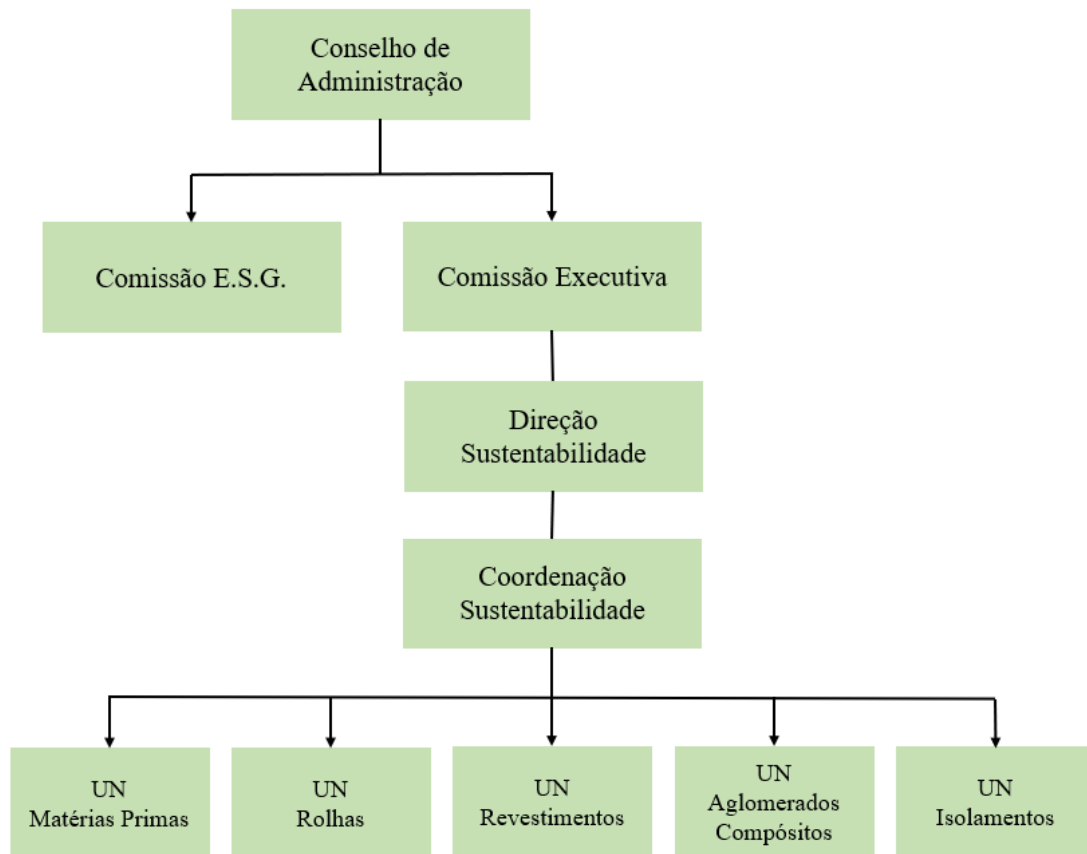 Conselho de
Administração
Comissão E.S.G.
Comissão Executiva
Direção
Sustentabilidade
Coordenação
Sustentabilidade
UN
Matérias Primas
UN
Rolhas
UN
Revestimentos
UN
Aglomerados
Compósitos
UN
Isolamentos